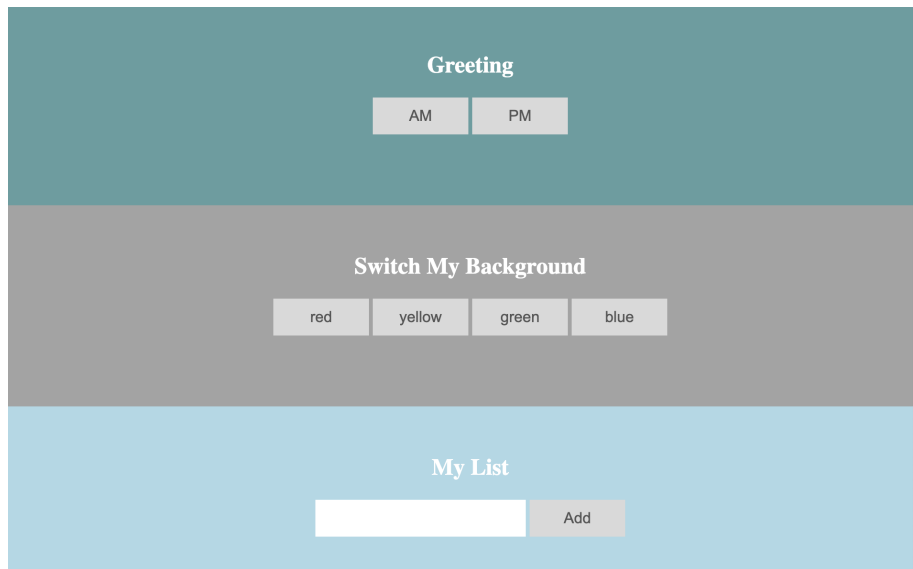 Greeting
AM PM
Switch My Background
red yellow green blue
My List
Add